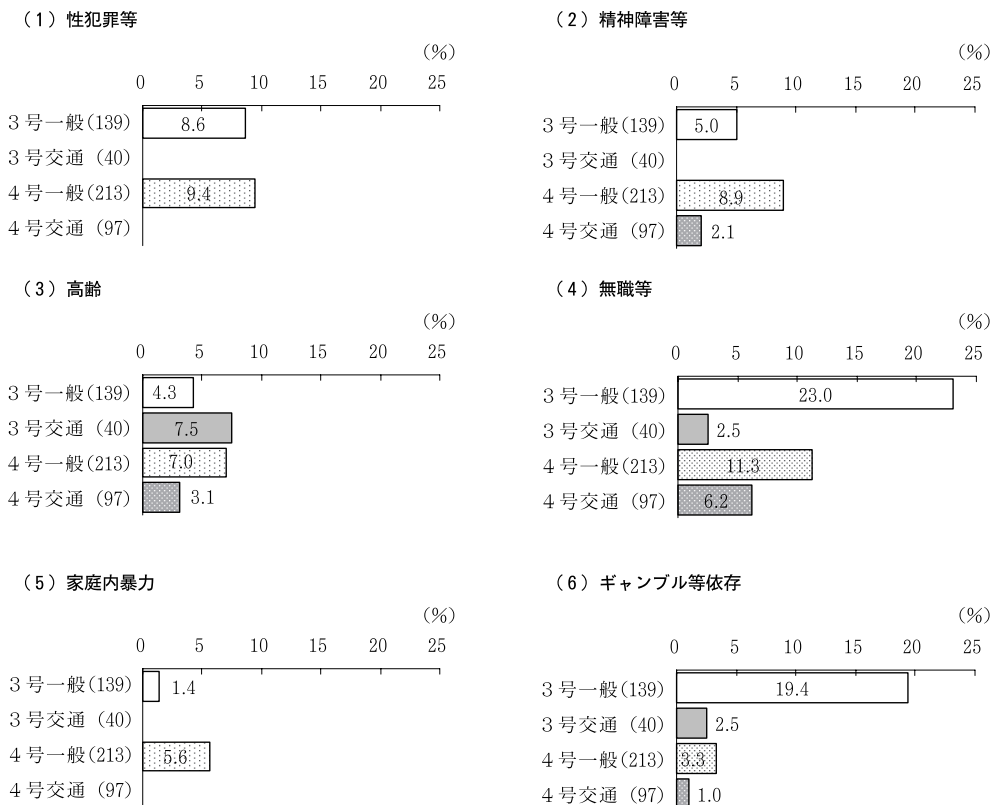 （1）性犯罪等
（%）
0 5 10 15 20 25
3号一般(139) 8.6
3号交通 (40)
4号一般(213) 9.4
4号交通 (97)
（2）精神障害等
（%）
0 5 10 15 20 25
3号一般(139) 5.0
3号交通 (40)
4号一般(213) 8.9
4号交通 (97) 2.1
（3）高齢
（%）
0 5 10 15 20 25
3号一般(139) 4.3
3号交通 (40) 7.5
4号一般(213) 7.0
4号交通 (97) 3.1
（4）無職等
（%）
0 5 10 15 20 25
3号一般(139) 23.0
3号交通 (40) 2.5
4号一般(213) 11.3
4号交通 (97) 6.2
（5）家庭内暴力
（%）
0 5 10 15 20 25
3号一般(139) 1.4
3号交通 (40)
4号一般(213) 5.6
4号交通 (97)
（6）ギャンブル等依存
（%）
0 5 10 15 20 25
3号一般(139) 19.4
3号交通 (40) 2.5
4号一般(213) 3.3
4号交通 (97) 1.0